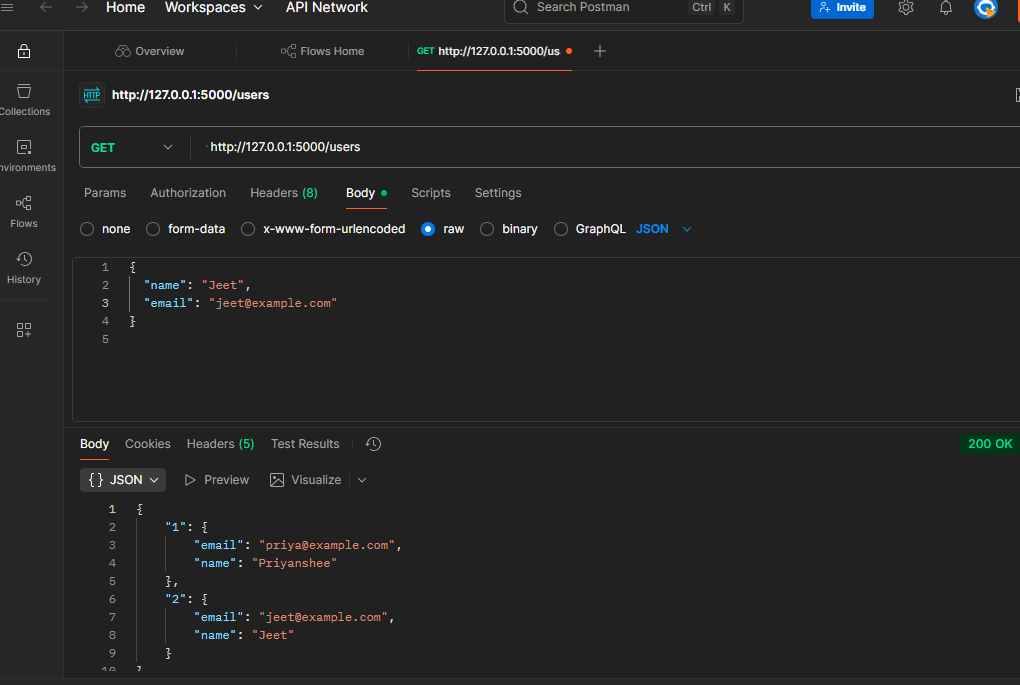 Home Workspaces API Network Search Postman Ctrl K Invite
Overview Flows Home GET http://127.0.0.1:5000/us
HTTP http://127.0.0.1:5000/users
Collections
GET http://127.0.0.1:5000/users
nvironments
Params Authorization Headers (8) Body Scripts Settings
Flows
none form-data x-www-form-urlencoded raw binary GraphQL JSON
History
1 {
2 "name": "Jeet",
3 "email": "jeet@example.com"
4 }
5
Body Cookies Headers (5) Test Results 200 OK
{} JSON Preview Visualize
1 {
2 "1": {
3 "email": "priya@example.com",
4 "name": "Priyanshee"
5 },
6 "2": {
7 "email": "jeet@example.com",
8 "name": "Jeet"
9 }
10 }